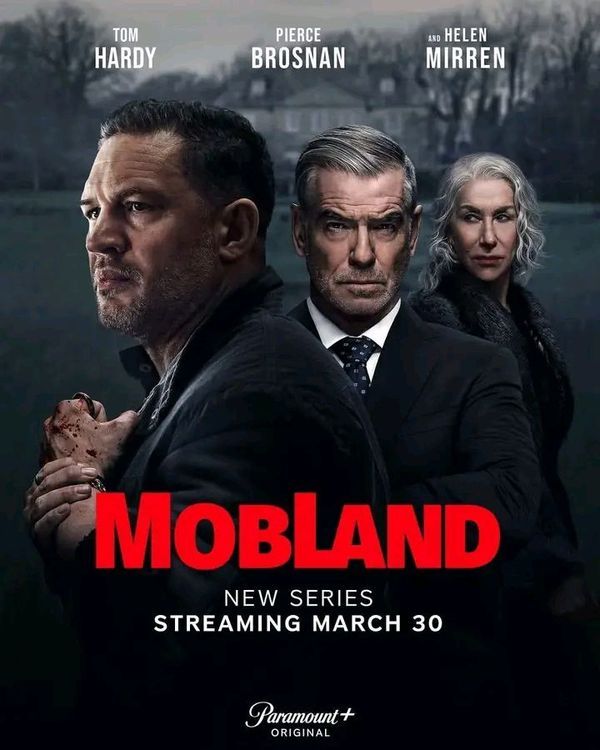 TOM
HARDY
PIERCE
BROSNAN
AND HELEN
MIRREN
MOBLAND
NEW SERIES
STREAMING MARCH 30
Paramount+
ORIGINAL